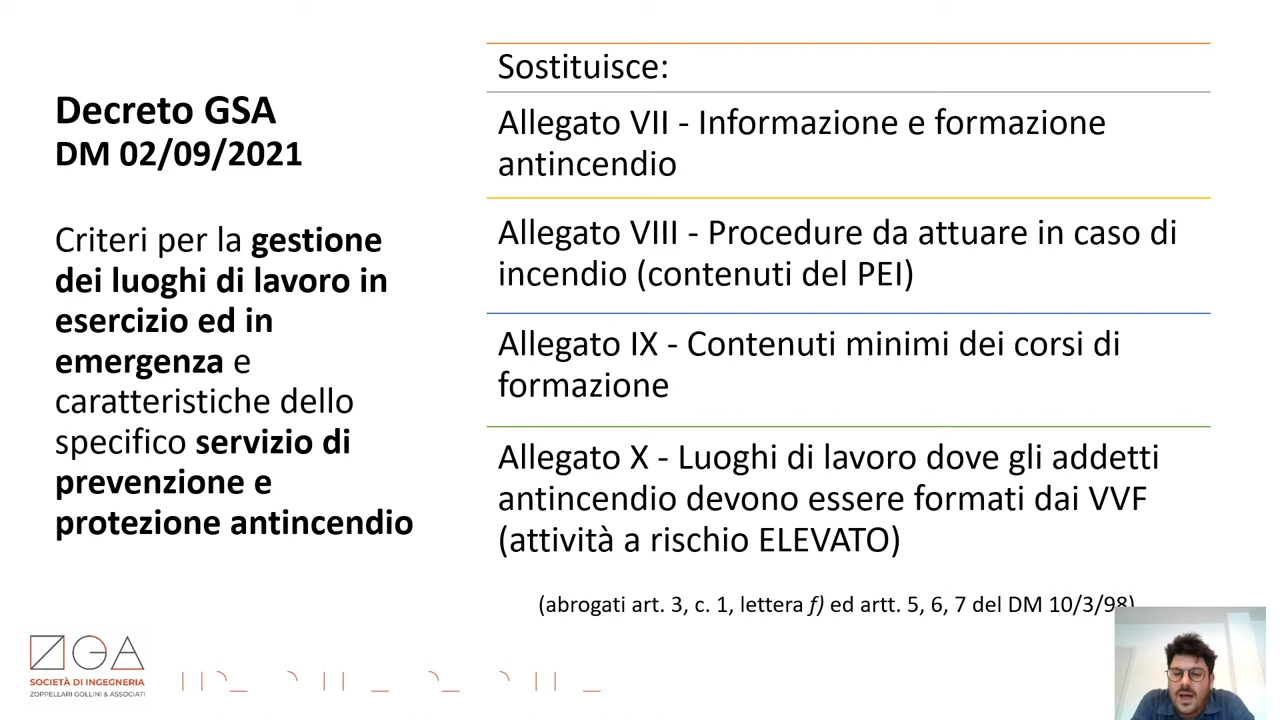 Decreto GSA
DM 02/09/2021
Criteri per la gestione
dei luoghi di lavoro in
esercizio ed in
emergenza e
caratteristiche dello
specifico servizio di
prevenzione e
protezione antincendio
Sostituisce:
Allegato VII - Informazione e formazione
antincendio
Allegato VIII - Procedure da attuare in caso di
incendio (contenuti del PEI)
Allegato IX - Contenuti minimi dei corsi di
formazione
Allegato X - Luoghi di lavoro dove gli addetti
antincendio devono essere formati dai VVF
(attività a rischio ELEVATO)
(abrogati art. 3, c. 1, lettera f) ed artt. 5, 6, 7 del DM 10/3/98)
ZGA
SOCIETÀ DI INGEGNERIA
ZOPPELLARI GOLLINI & ASSOCIATI